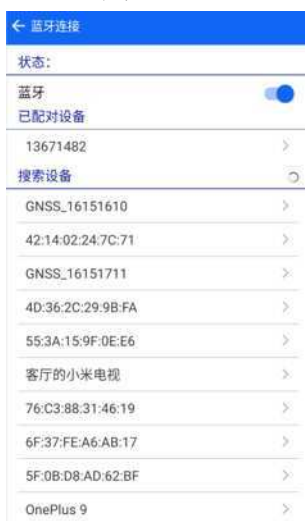 蓝牙连接
状态：
蓝牙
已配对设备
13671482
搜索设备
GNSS_16151610
42:14:02:24:7C:71
GNSS_16151711
4D:36:2C:29:9B:FA
55:3A:15:9F:0E:E6
客厅的小米电视
76:C3:88:31:46:19
6F:37:FE:A6:AB:17
5F:0B:D8:AD:62:BF
OnePlus 9